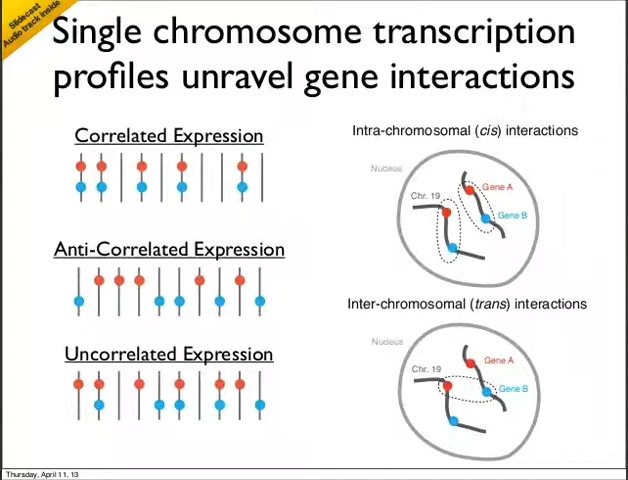 Slidecast
Audio track inside
Single chromosome transcription
profiles unravel gene interactions
Correlated Expression
Anti-Correlated Expression
Uncorrelated Expression
Intra-chromosomal (cis) interactions
Nucleus
Chr. 19
Gene A
Gene B
Inter-chromosomal (trans) interactions
Nucleus
Chr. 19
Gene A
Gene B
Thursday, April 11, 13